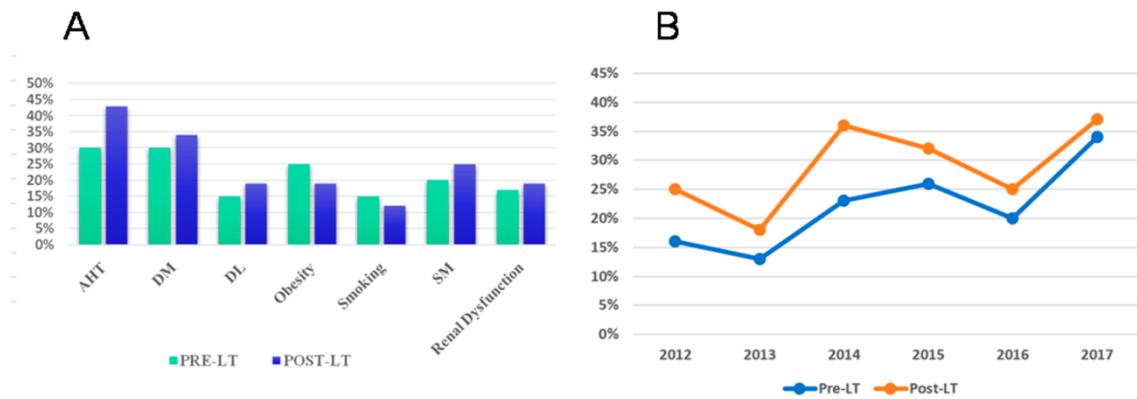 A
50%
45%
40%
35%
30%
25%
20%
15%
10%
5%
0%
AHT
DM
DL
Obesity
Smoking
SM
Renal Dysfunction
PRE-LT POST-LT
B
45%
40%
35%
30%
25%
20%
15%
10%
5%
0%
2012 2013 2014 2015 2016 2017
Pre-LT Post-LT